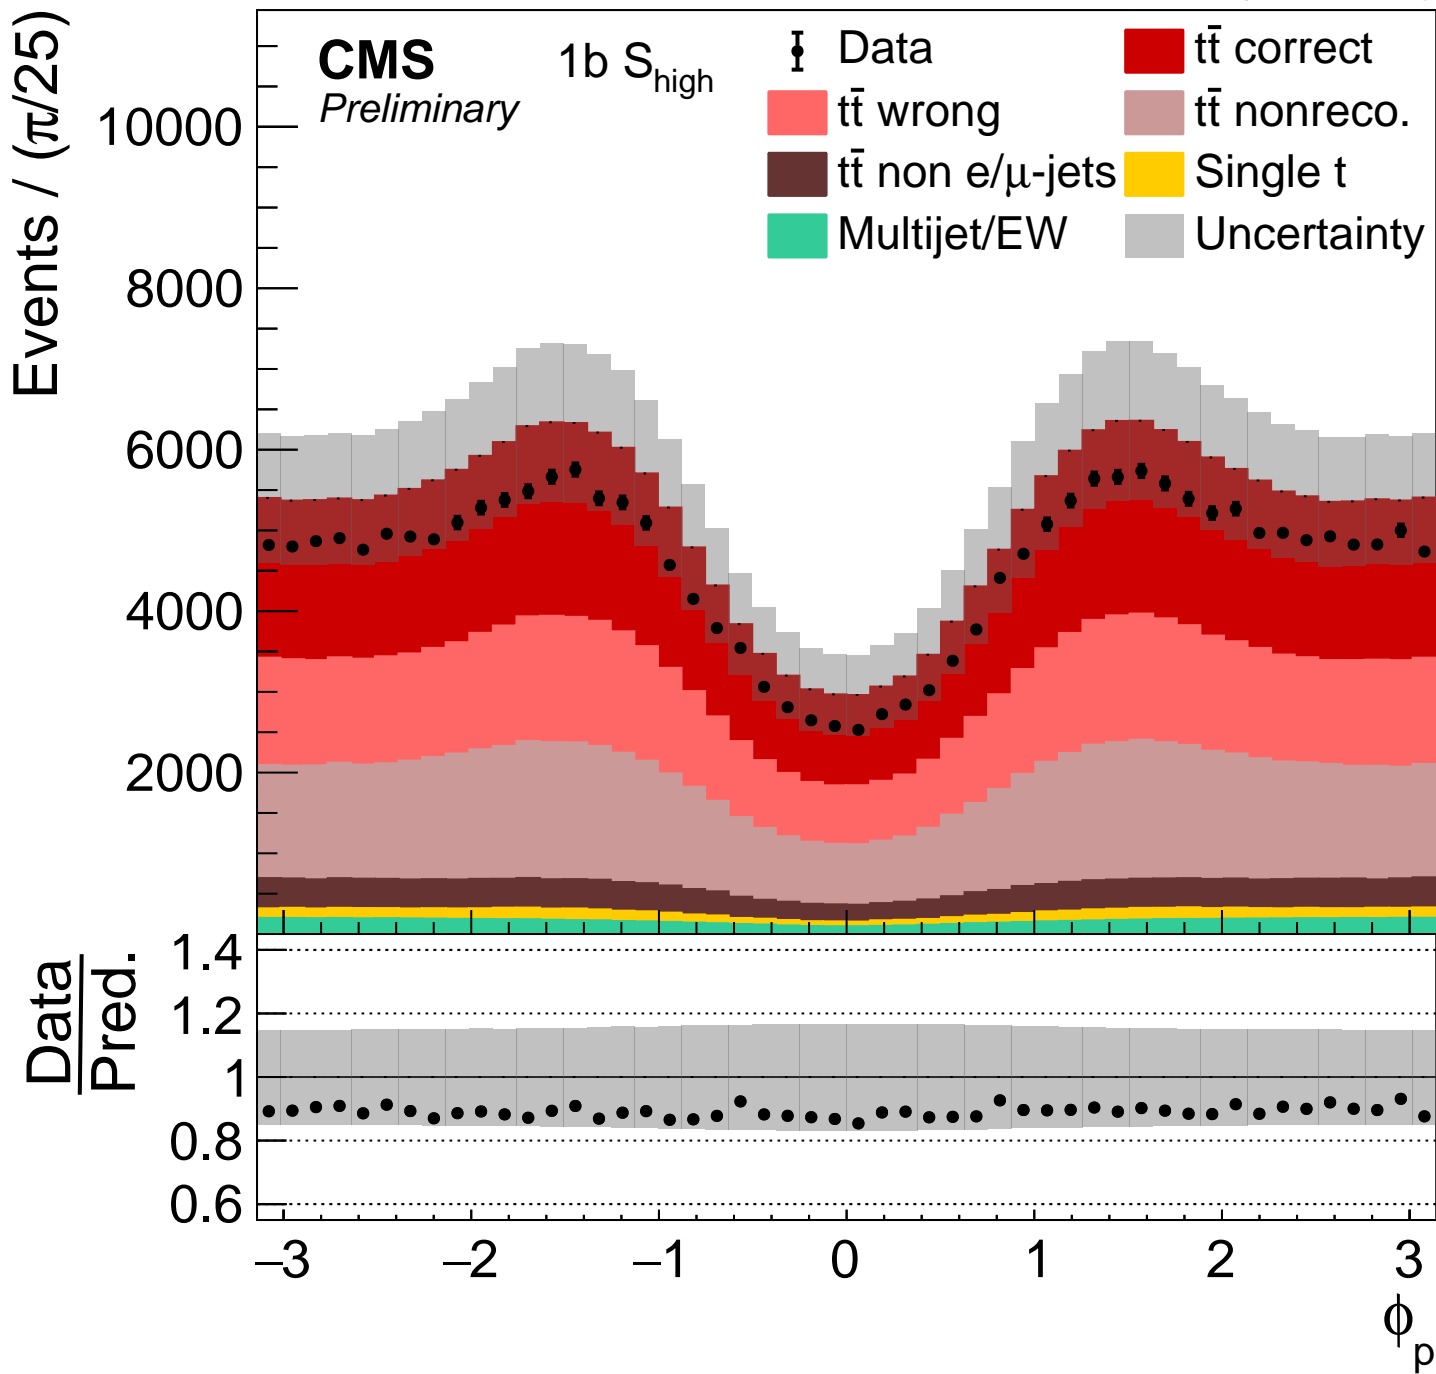 CMS
Preliminary
1b S_high
Data
tt̄ correct
tt̄ wrong
tt̄ nonreco.
tt̄ non e/μ-jets
Single t
Multijet/EW
Uncertainty
Events / (π/25)
10000
8000
6000
4000
2000
Data
Pred.
1.4
1.2
1
0.8
0.6
−3 −2 −1 0 1 2 3
ϕ_p